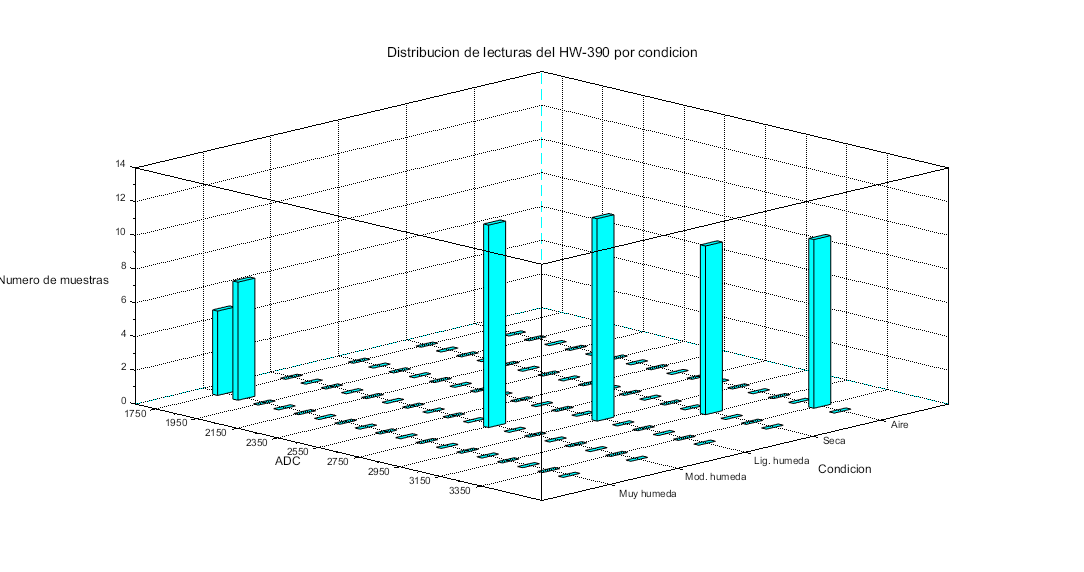 Distribucion de lecturas del HW-390 por condicion
14
12
10
8
6
4
2
0
Numero de muestras
1750
1950
2150
2350
2550
2750
2950
3150
3350
ADC
Muy humeda
Mod. humeda
Lig. humeda
Seca
Aire
Condicion